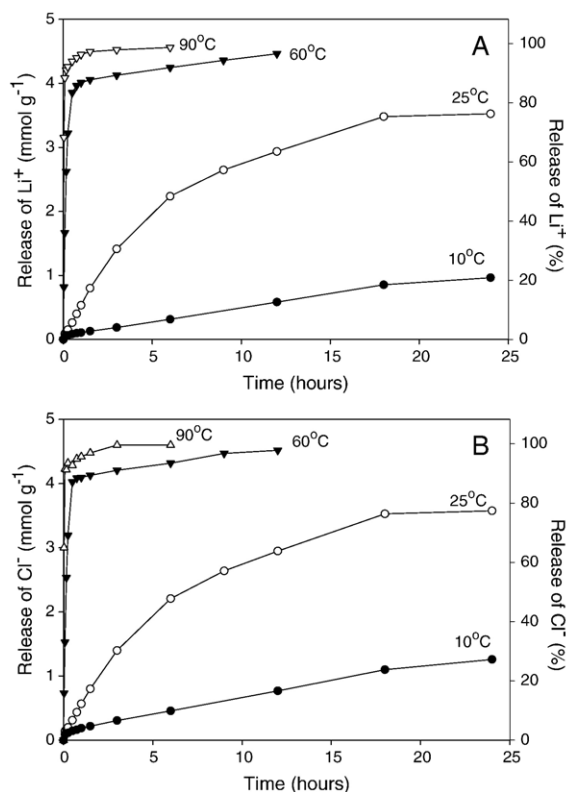 A
90°C
60°C
25°C
10°C
Release of Li⁺ (mmol g⁻¹)
5
4
3
2
1
0
Release of Li⁺ (%)
100
80
60
40
20
0
0 5 10 15 20 25
Time (hours)
B
90°C
60°C
25°C
10°C
Release of Cl⁻ (mmol g⁻¹)
5
4
3
2
1
0
Release of Cl⁻ (%)
100
80
60
40
20
0
0 5 10 15 20 25
Time (hours)